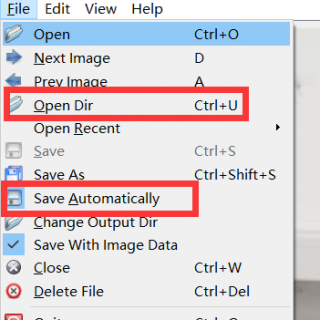 File Edit View Help
Open Ctrl+O
Next Image D
Prev Image A
Open Dir Ctrl+U
Open Recent
Save Ctrl+S
Save As Ctrl+Shift+S
Save Automatically
Change Output Dir
Save With Image Data
Close Ctrl+W
Delete File Ctrl+Del